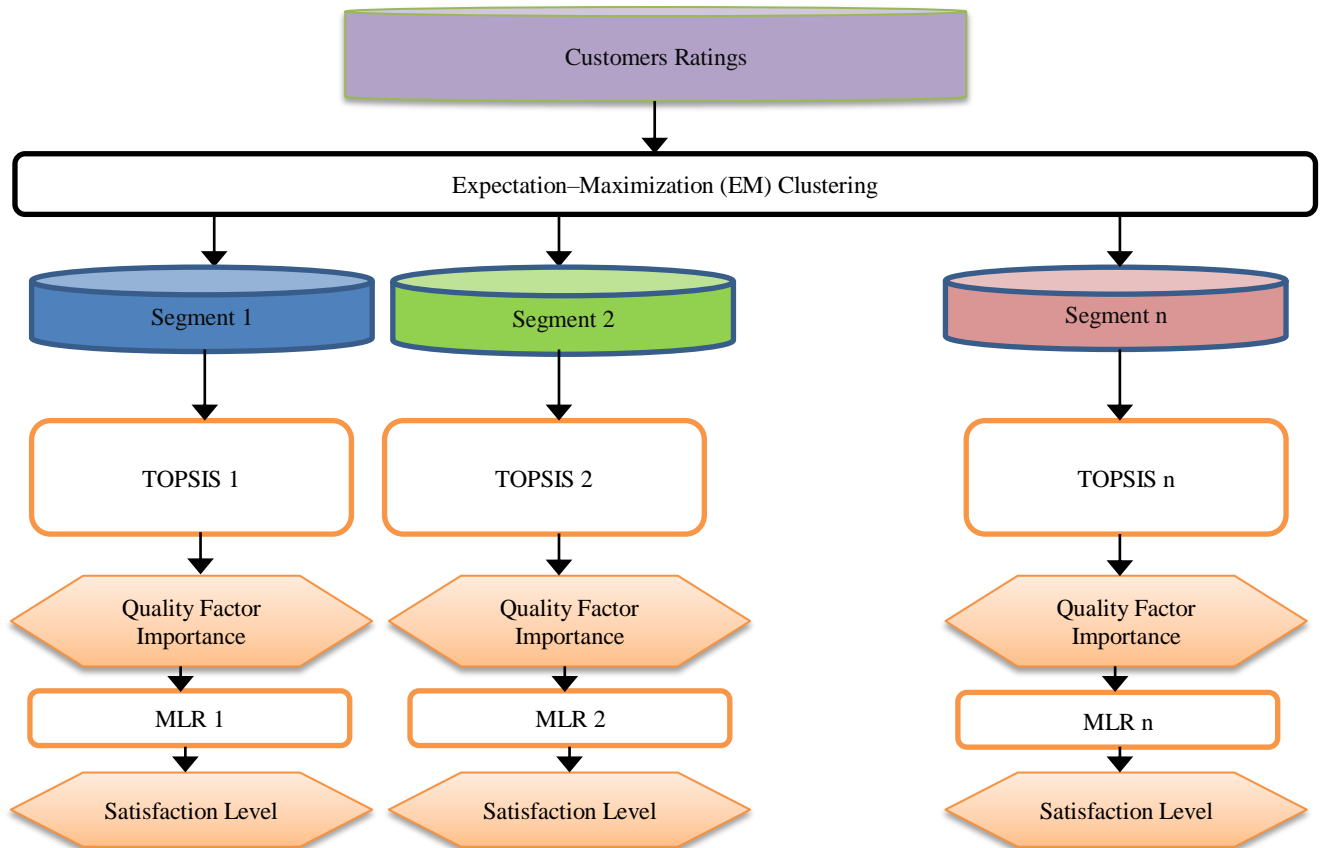 Customers Ratings
Expectation–Maximization (EM) Clustering
Segment 1
Segment 2
Segment n
TOPSIS 1
TOPSIS 2
TOPSIS n
Quality Factor
Importance
Quality Factor
Importance
Quality Factor
Importance
MLR 1
MLR 2
MLR n
Satisfaction Level
Satisfaction Level
Satisfaction Level